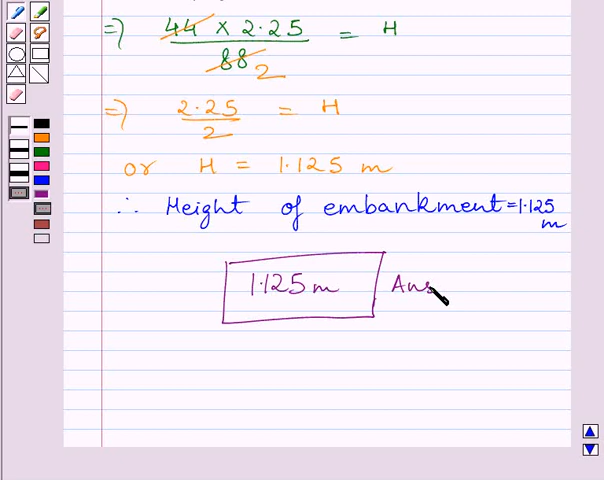 =) 44 × 2·25 / 88 2 = H
=) 2·25 / 2 = H
or H = 1·125 m
∴ Height of embankment = 1·125 m
1·125 m Ans